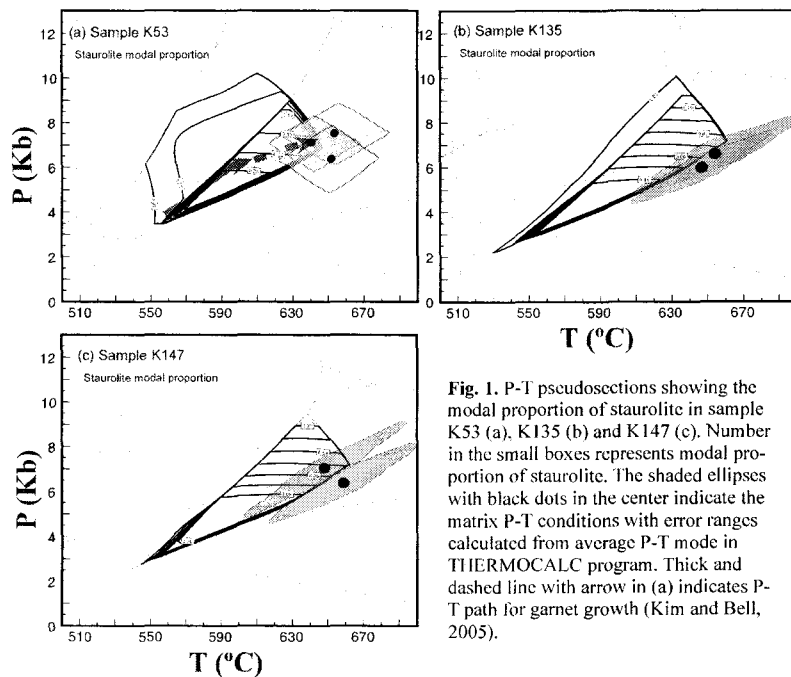 (a) Sample K53
Staurolite modal proportion
12
10
8
6
4
2
0
P (Kb)
510
550
590
630
670
(b) Sample K135
Staurolite modal proportion
12
10
8
6
4
2
0
510
550
590
630
670
T (ºC)
(c) Sample K147
Staurolite modal proportion
12
10
8
6
4
2
0
P (Kb)
510
550
590
630
670
T (ºC)
Fig. 1. P-T pseudosections showing the
modal proportion of staurolite in sample
K53 (a), K135 (b) and K147 (c). Number
in the small boxes represents modal pro-
portion of staurolite. The shaded ellipses
with black dots in the center indicate the
matrix P-T conditions with error ranges
calculated from average P-T mode in
THERMOCALC program. Thick and
dashed line with arrow in (a) indicates P-
T path for garnet growth (Kim and Bell,
2005).